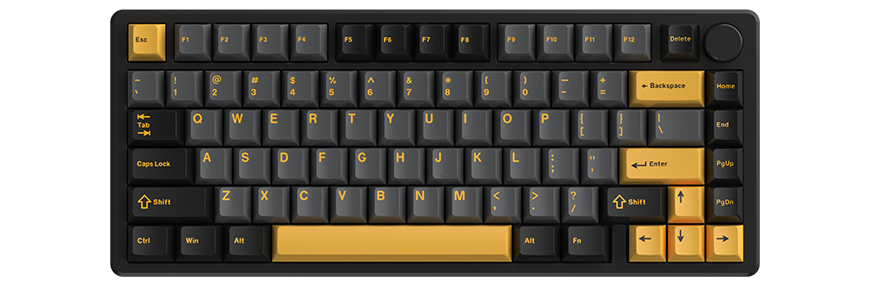 Esc F1 F2 F3 F4 F5 F6 F7 F8 F9 F10 F11 F12 Delete
~ ! @ # $ % ^ & * ( ) — + ← Backspace Home
` 1 2 3 4 5 6 7 8 9 0 - =
Tab Q W E R T Y U I O P { } | End
[ ] \
Caps Lock A S D F G H J K L : " Enter PgUp
; '
Shift Z X C V B N M < > ? Shift ↑ PgDn
, . /
Ctrl Win Alt Alt Fn ← ↓ →